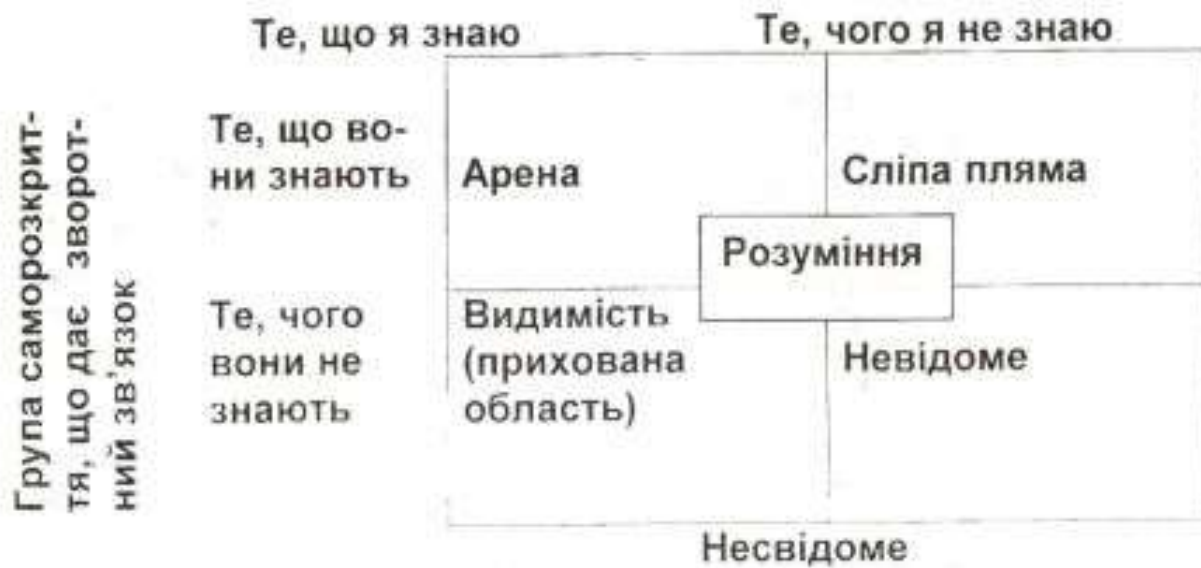 Те, що я знаю
Те, чого я не знаю
Група саморозкрит-
тя, що дає зворот-
ний зв’язок
Те, що во-
ни знають
Арена
Сліпа пляма
Розуміння
Те, чого
вони не
знають
Видимість
(прихована
область)
Невідоме
Несвідоме